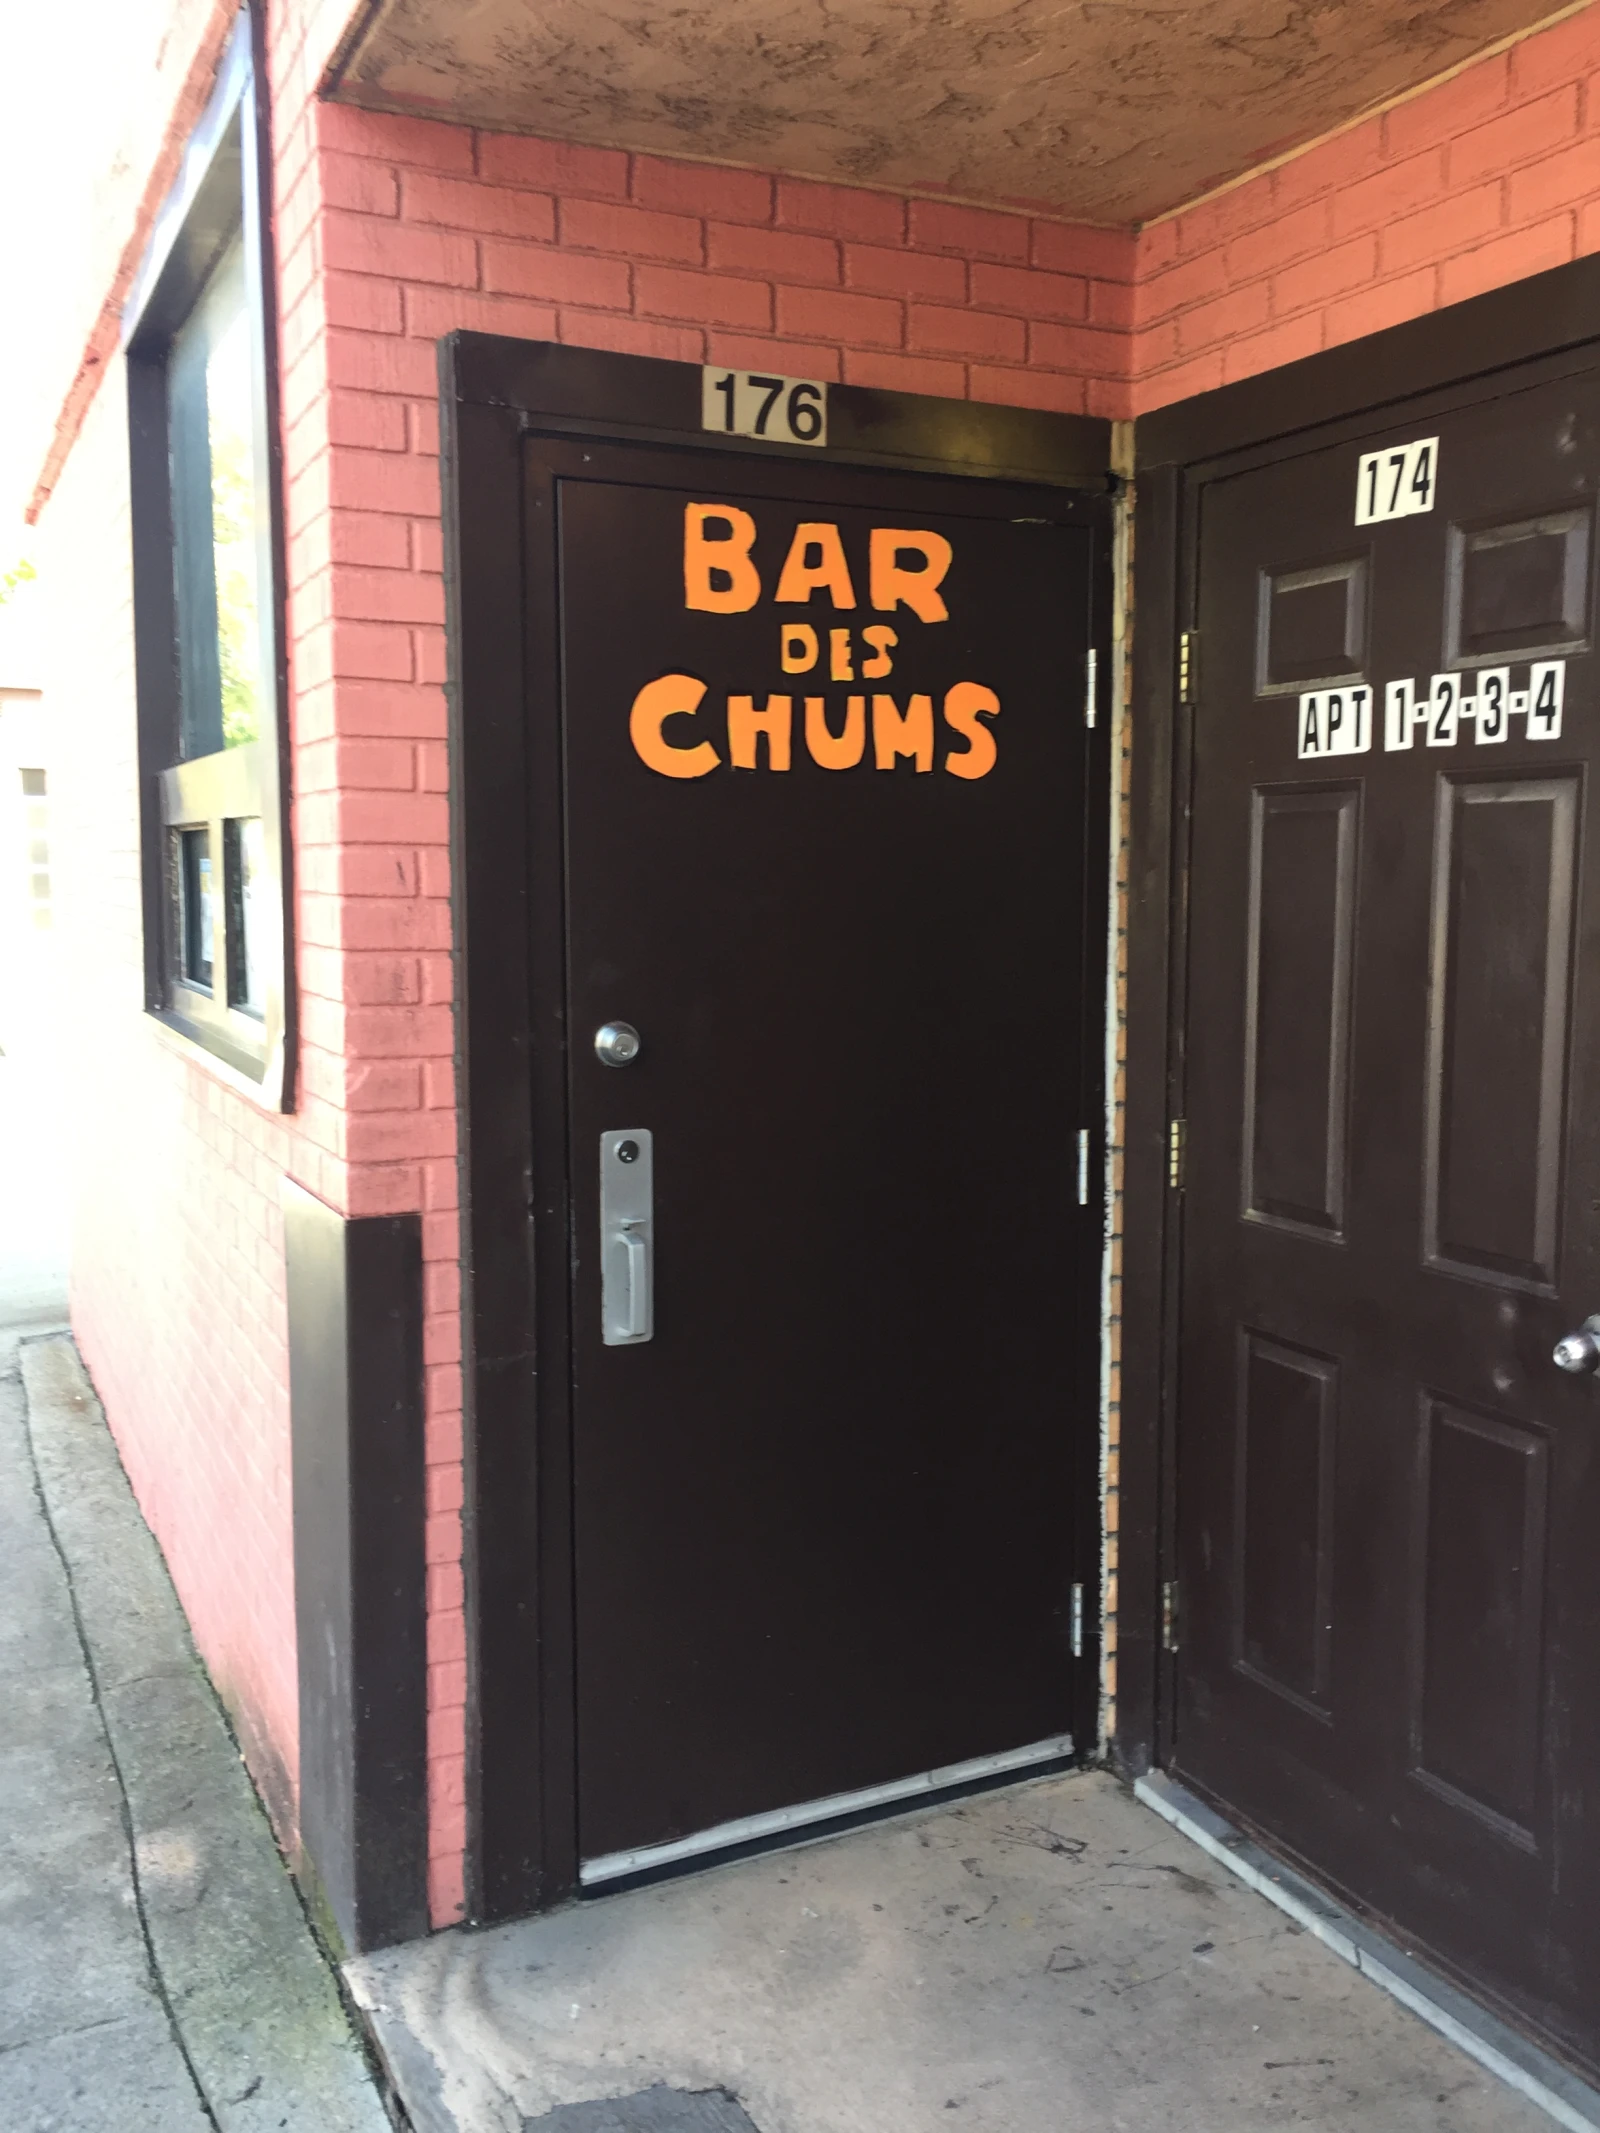 176
BAR
DES
CHUMS
174
APT 1-2-3-4